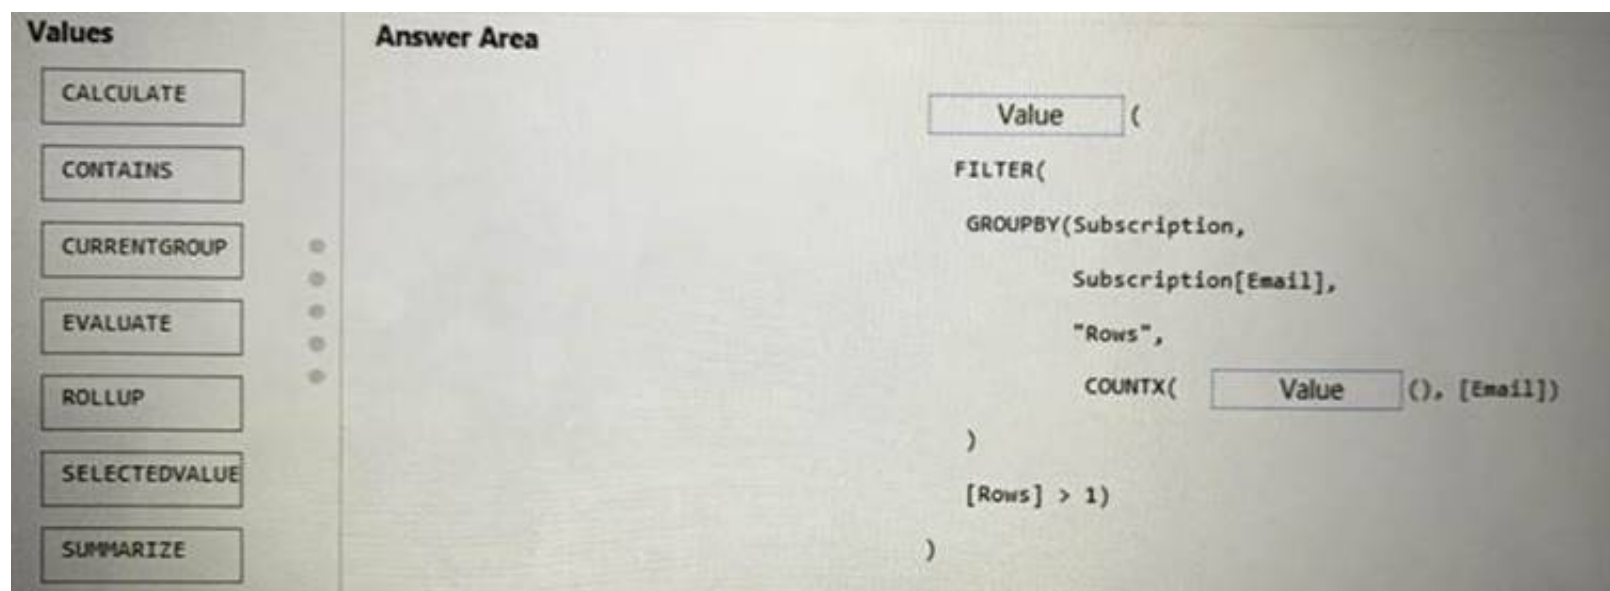 Values
CALCULATE
CONTAINS
CURRENTGROUP
EVALUATE
ROLLUP
SELECTEDVALUE
SUMMARIZE
Answer Area
Value (
FILTER(
GROUPBY(Subscription,
Subscription[Email],
"Rows",
COUNTX( Value (), [Email])
)
[Rows] > 1)
)